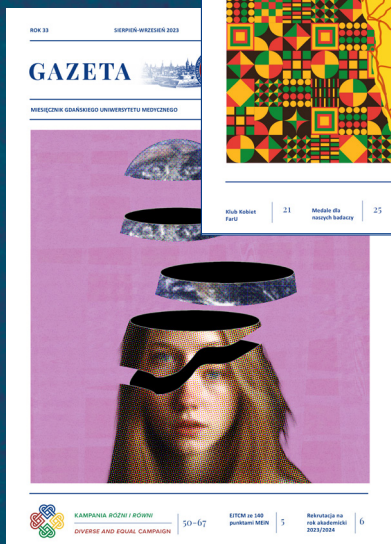 ROK 33 SIERPIEŃ-WRZESIEŃ 2023
GAZETA
MIESIĘCZNIK GDAŃSKIEGO UNIWERSYTETU MEDYCZNEGO
Klub Kobiet
FarU
21
Medale dla
naszych badaczy
25
KAMPANIA RÓŻNI I RÓWNI
DIVERSE AND EQUAL CAMPAIGN
50–67
EJTCM ze 140
punktami MEiN
5
Rekrutacja na
rok akademicki
2023/2024
6